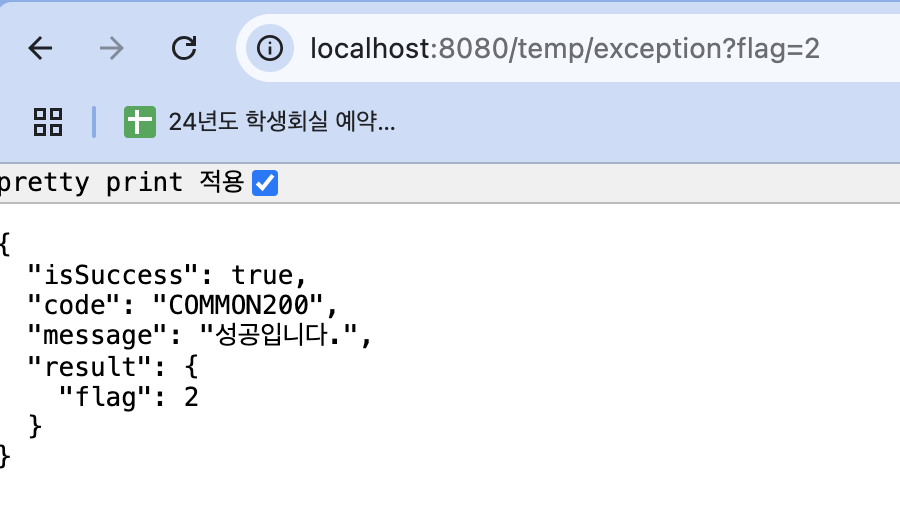 localhost:8080/temp/exception?flag=2
24년도 학생회실 예약...
pretty print 적용
{
"isSuccess": true,
"code": "COMMON200",
"message": "성공입니다.",
"result": {
"flag": 2
}
}